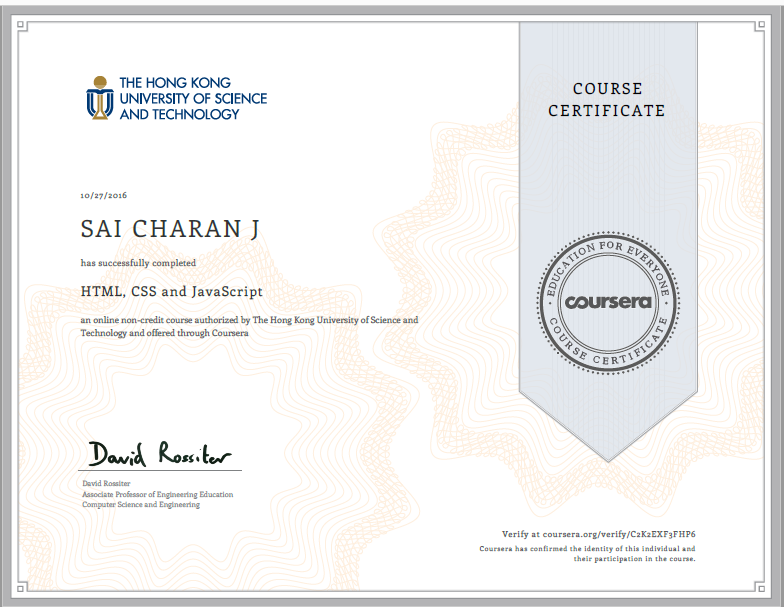 THE HONG KONG
UNIVERSITY OF SCIENCE
AND TECHNOLOGY
COURSE
CERTIFICATE
10/27/2016
SAI CHARAN J
has successfully completed
HTML, CSS and JavaScript
an online non-credit course authorized by The Hong Kong University of Science and
Technology and offered through Coursera
EDUCATION FOR EVERYONE
coursera
COURSE CERTIFICATE
David Rossiter
David Rossiter
Associate Professor of Engineering Education
Computer Science and Engineering
Verify at coursera.org/verify/C2K2EXF3FHP6
Coursera has confirmed the identity of this individual and
their participation in the course.